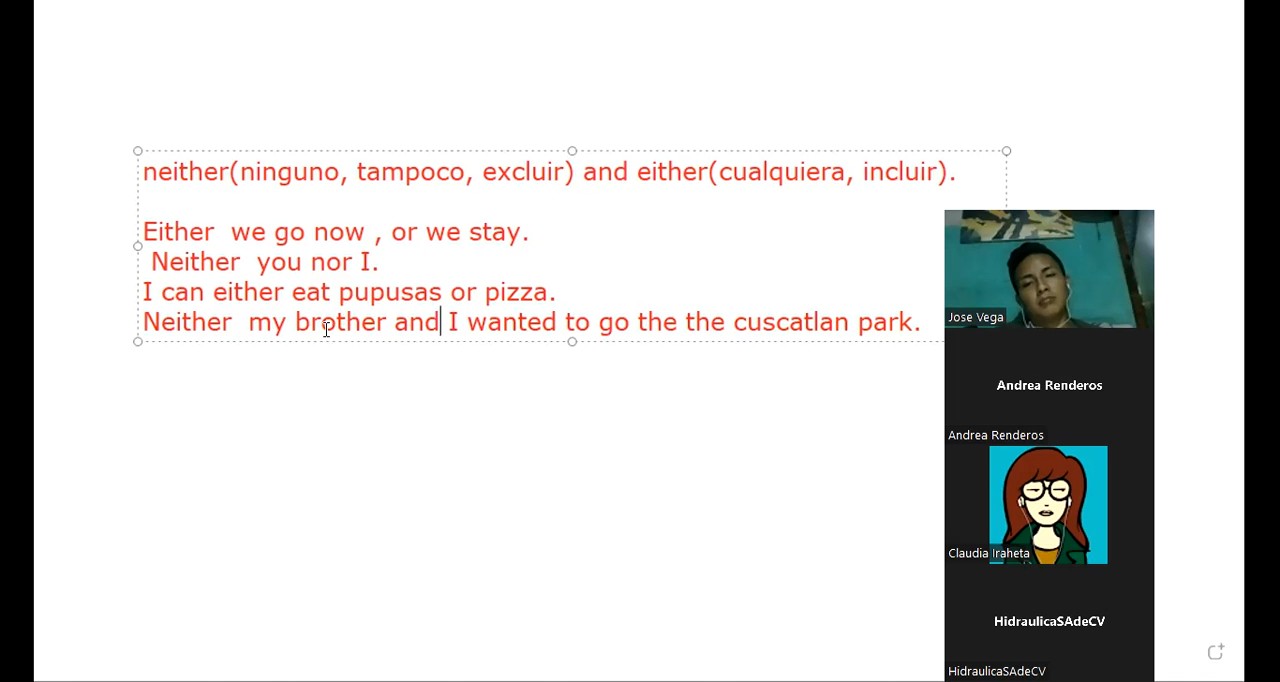 neither(ninguno, tampoco, excluir) and either(cualquiera, incluir).
Either we go now , or we stay.
Neither you nor I.
I can either eat pupusas or pizza.
Neither my brother and I wanted to go the the cuscatlan park.
Jose Vega
Andrea Renderos
Andrea Renderos
Claudia Iraheta
HidraulicaSAdeCV
HidraulicaSAdeCV